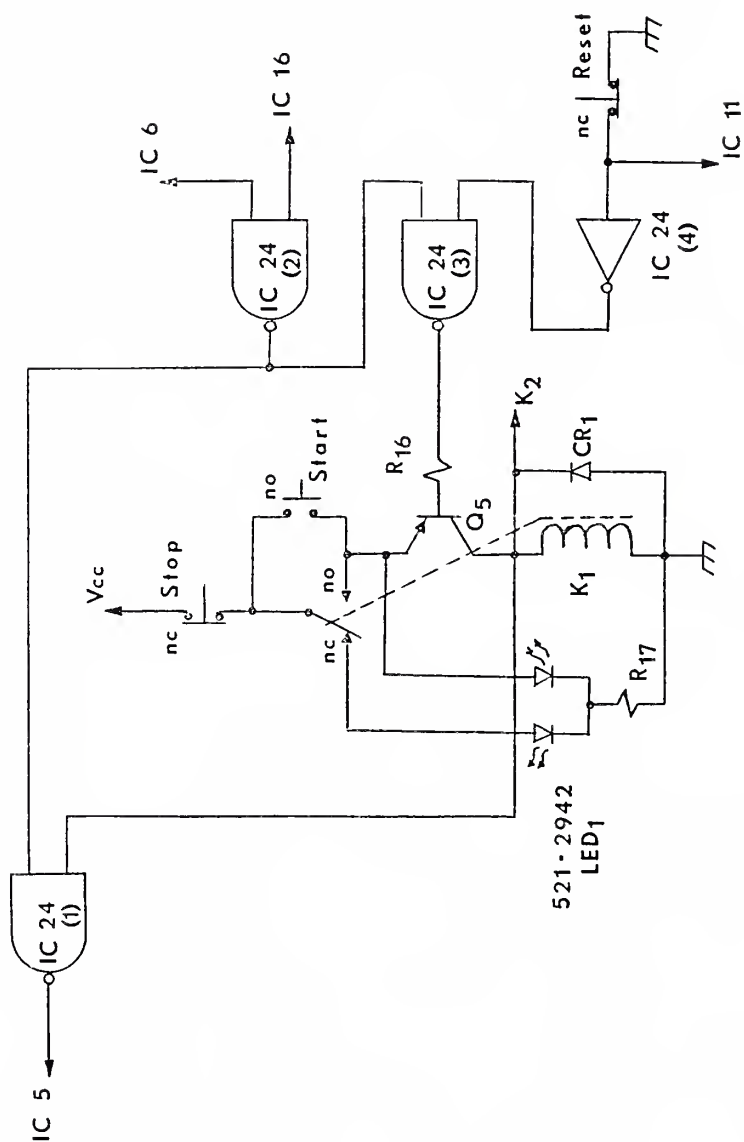 IC 6
IC 16
IC 24
(2)
Vcc
Stop
nc
no
Start
no
nc
R16
IC 24
(3)
nc
Reset
IC 11
IC 24
(4)
Q5
K2
CR1
K1
R17
521-2942
LED1
IC 24
(1)
IC 5